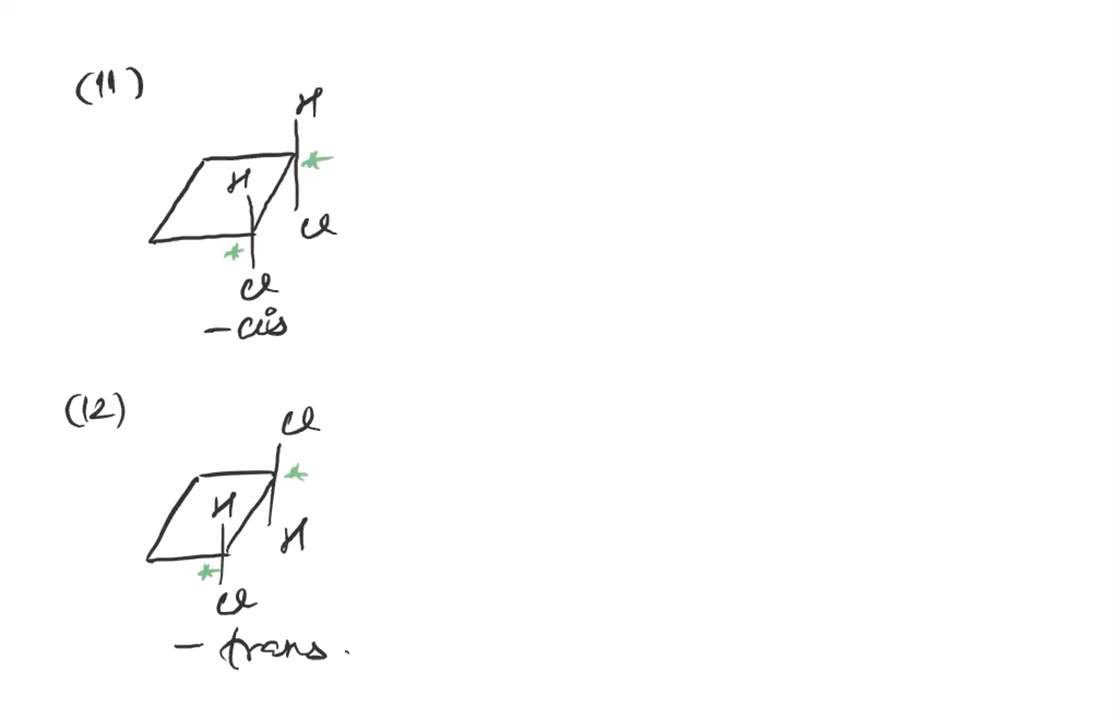 (11)
H
H
Cl
Cl
- cis
(12)
Cl
H
H
Cl
- trans.